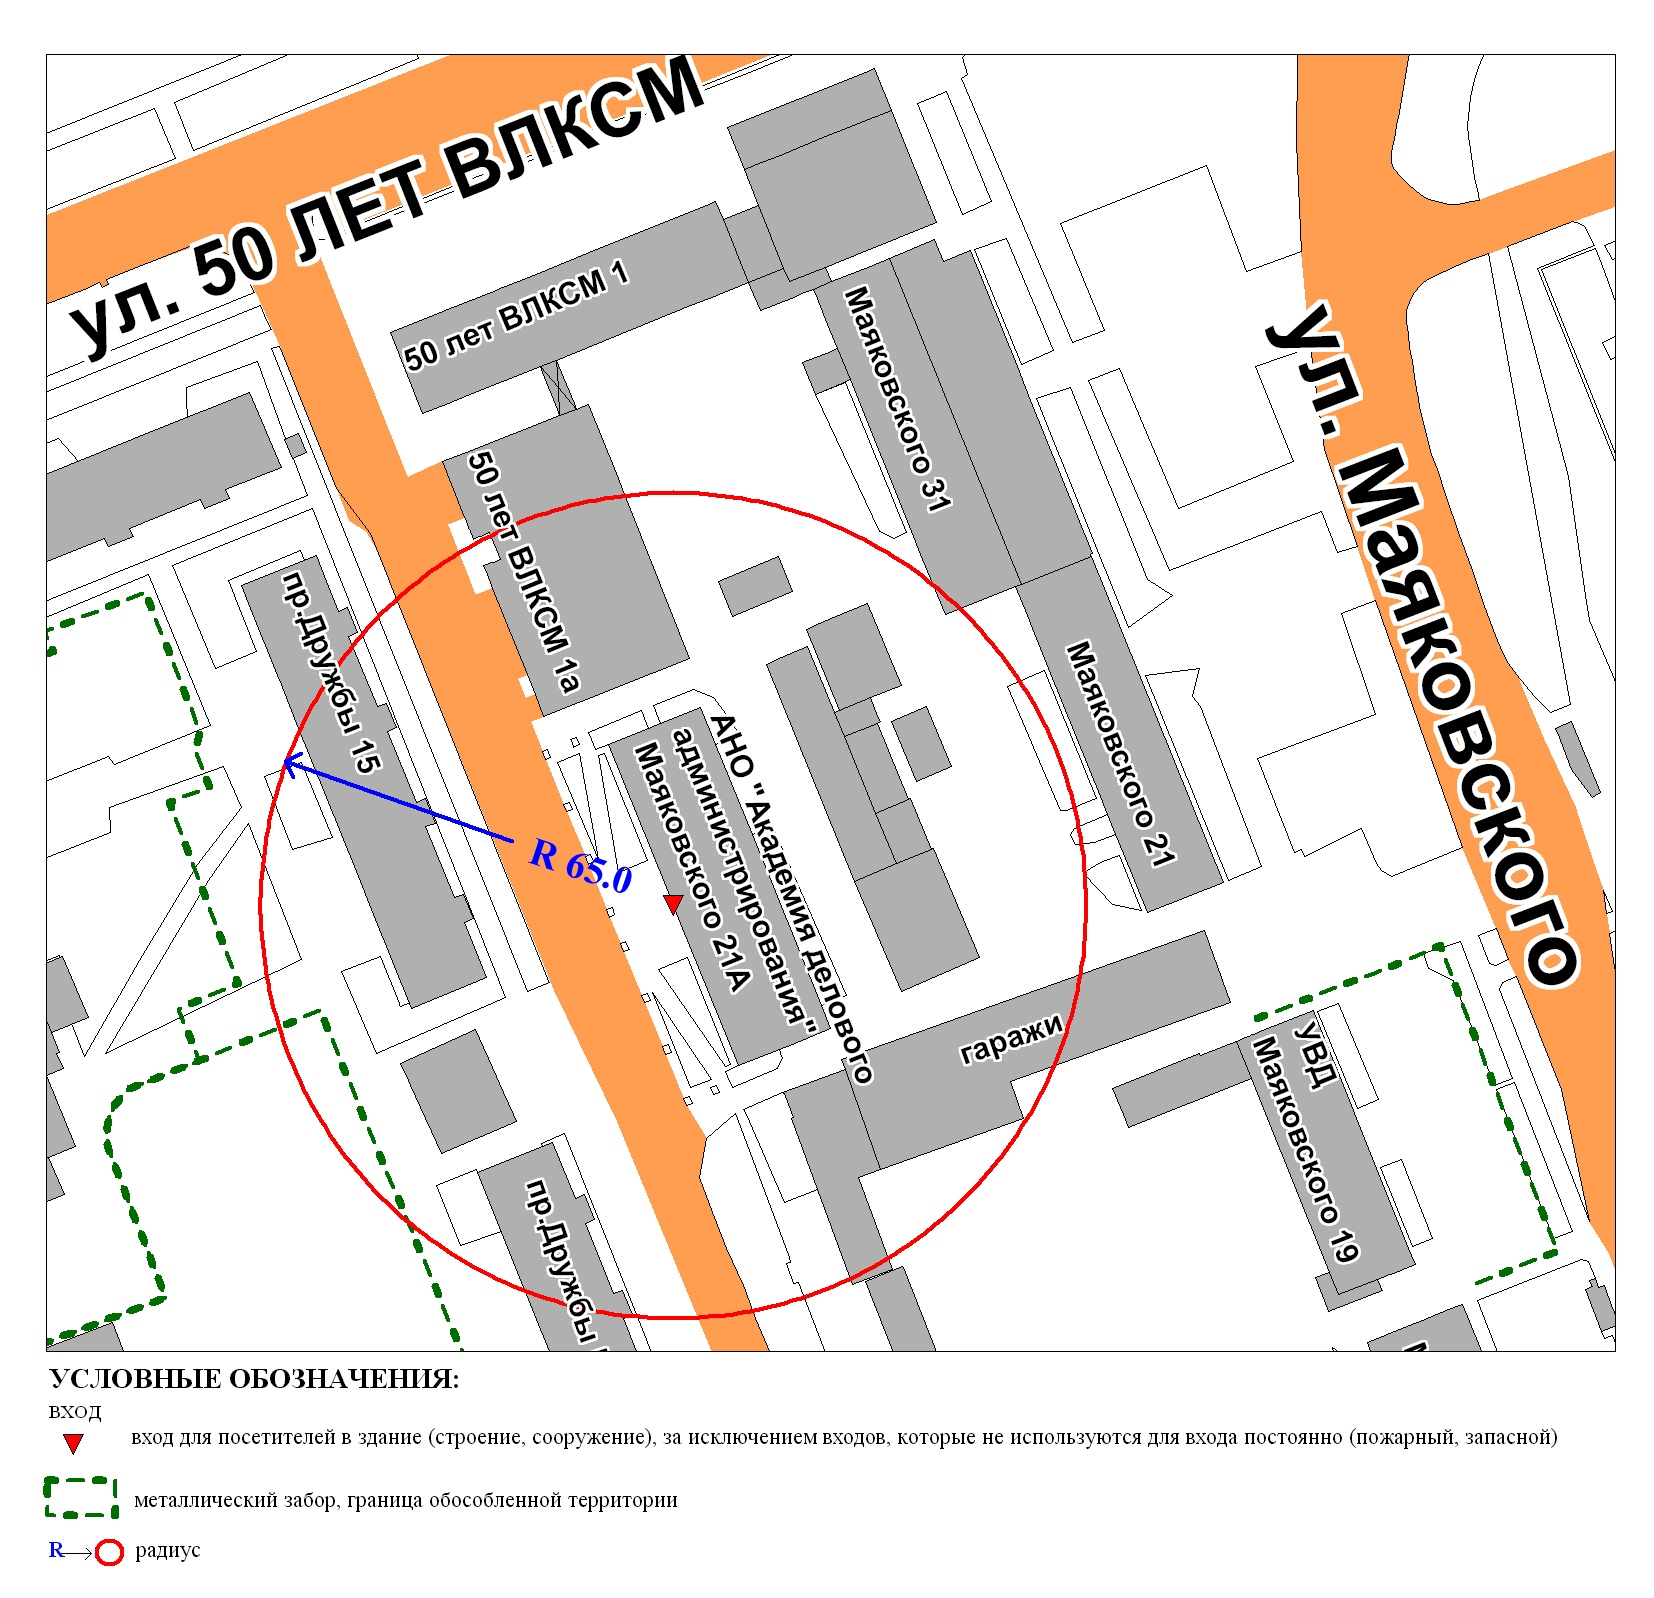 ул. 50 ЛЕТ ВЛКСМ
50 лет ВЛКСМ 1
Маяковского 31
ул. Маяковского
50 лет ВЛКСМ 1а
пр.Дружбы 15
Маяковского 21
АНО "Академия делового
администрирования"
Маяковского 21А
R 65.0
гаражи
УВД
Маяковского 19
пр.Дружбы
УСЛОВНЫЕ ОБОЗНАЧЕНИЯ:
вход
вход для посетителей в здание (строение, сооружение), за исключением входов, которые не используются для входа постоянно (пожарный, запасной)
металлический забор, граница обособленной территории
R
радиус